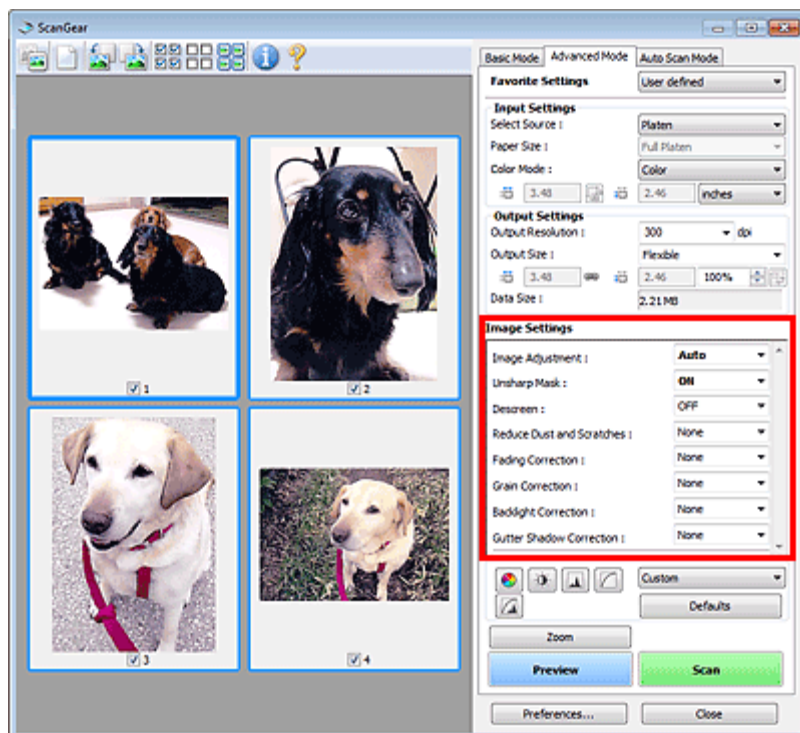 ScanGear
Basic Mode Advanced Mode Auto Scan Mode
Favorite Settings User defined
Input Settings
Select Source : Platen
Paper Size : Full Platen
Color Mode : Color
3.48 2.46 inches
Output Settings
Output Resolution : 300 dpi
Output Size : Flexible
3.48 2.46 100%
Data Size : 2.21 MB
Image Settings
Image Adjustment : Auto
Unsharp Mask : ON
Descreen : OFF
Reduce Dust and Scratches : None
Fading Correction : None
Grain Correction : None
Backlight Correction : None
Gutter Shadow Correction : None
Custom
Defaults
Zoom
Preview Scan
Preferences... Close
1
2
3
4